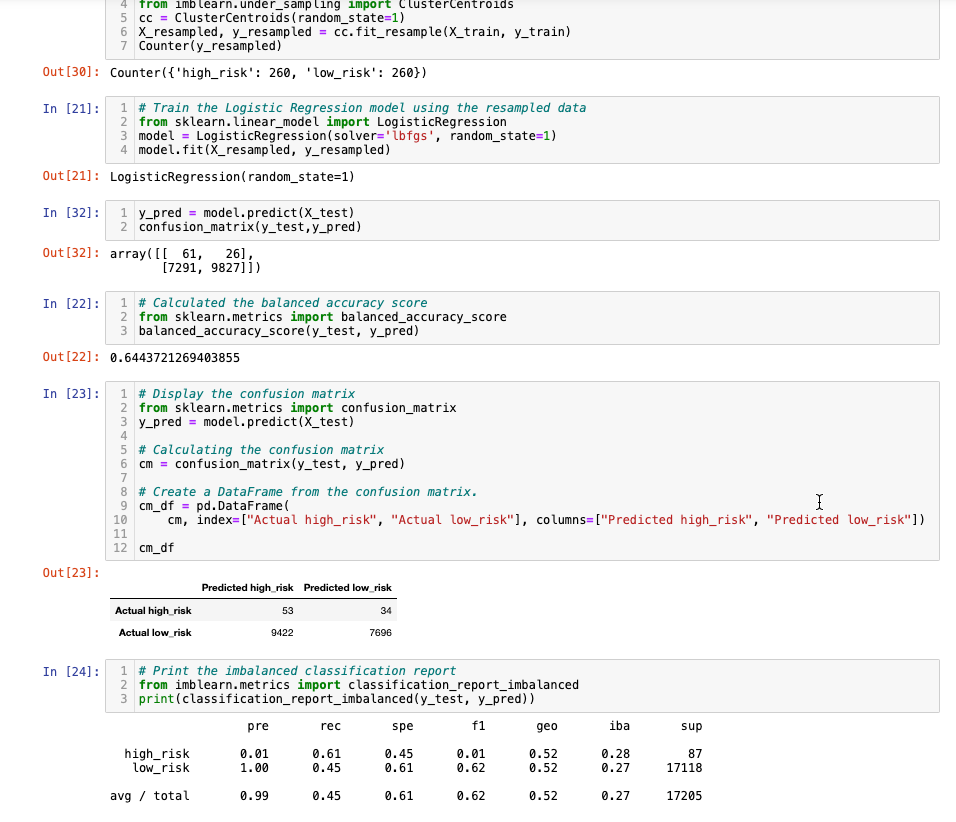 4 from imblearn.under_sampling import ClusterCentroids
5 cc = ClusterCentroids(random_state=1)
6 X_resampled, y_resampled = cc.fit_resample(X_train, y_train)
7 Counter(y_resampled)
Out[30]: Counter({'high_risk': 260, 'low_risk': 260})
In [21]: 1 # Train the Logistic Regression model using the resampled data
2 from sklearn.linear_model import LogisticRegression
3 model = LogisticRegression(solver='lbfgs', random_state=1)
4 model.fit(X_resampled, y_resampled)
Out[21]: LogisticRegression(random_state=1)
In [32]: 1 y_pred = model.predict(X_test)
2 confusion_matrix(y_test,y_pred)
Out[32]: array([[ 61, 26],
[7291, 9827]])
In [22]: 1 # Calculated the balanced accuracy score
2 from sklearn.metrics import balanced_accuracy_score
3 balanced_accuracy_score(y_test, y_pred)
Out[22]: 0.6443721269403855
In [23]: 1 # Display the confusion matrix
2 from sklearn.metrics import confusion_matrix
3 y_pred = model.predict(X_test)
4
5 # Calculating the confusion matrix
6 cm = confusion_matrix(y_test, y_pred)
7
8 # Create a DataFrame from the confusion matrix.
9 cm_df = pd.DataFrame(
10 cm, index=["Actual high_risk", "Actual low_risk"], columns=["Predicted high_risk", "Predicted low_risk"])
11
12 cm_df
Out[23]:
Predicted high_risk Predicted low_risk
Actual high_risk 53 34
Actual low_risk 9422 7696
In [24]: 1 # Print the imbalanced classification report
2 from imblearn.metrics import classification_report_imbalanced
3 print(classification_report_imbalanced(y_test, y_pred))
pre rec spe f1 geo iba sup
high_risk 0.01 0.61 0.45 0.01 0.52 0.28 87
low_risk 1.00 0.45 0.61 0.62 0.52 0.27 17118
avg / total 0.99 0.45 0.61 0.62 0.52 0.27 17205